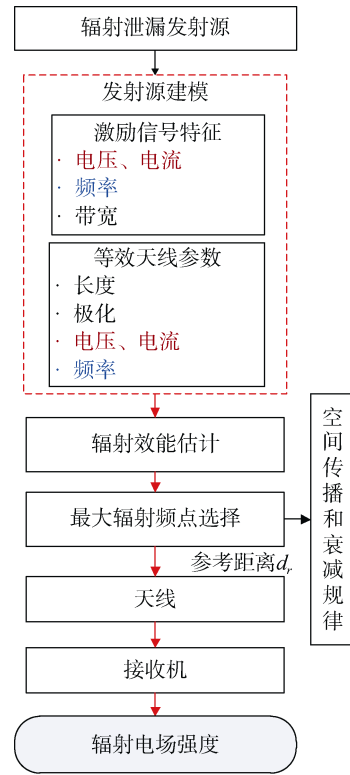 辐射泄漏发射源
发射源建模
激励信号特征
· 电压、电流
· 频率
· 带宽
等效天线参数
· 长度
· 极化
· 电压、电流
· 频率
辐射效能估计
最大辐射频点选择
空间传播和衰减规律
参考距离dr
天线
接收机
辐射电场强度